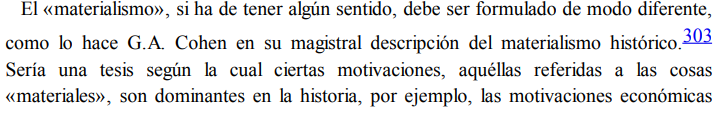 El «materialismo», si ha de tener algún sentido, debe ser formulado de modo diferente,
como lo hace G.A. Cohen en su magistral descripción del materialismo histórico.303
Sería una tesis según la cual ciertas motivaciones, aquéllas referidas a las cosas
«materiales», son dominantes en la historia, por ejemplo, las motivaciones económicas